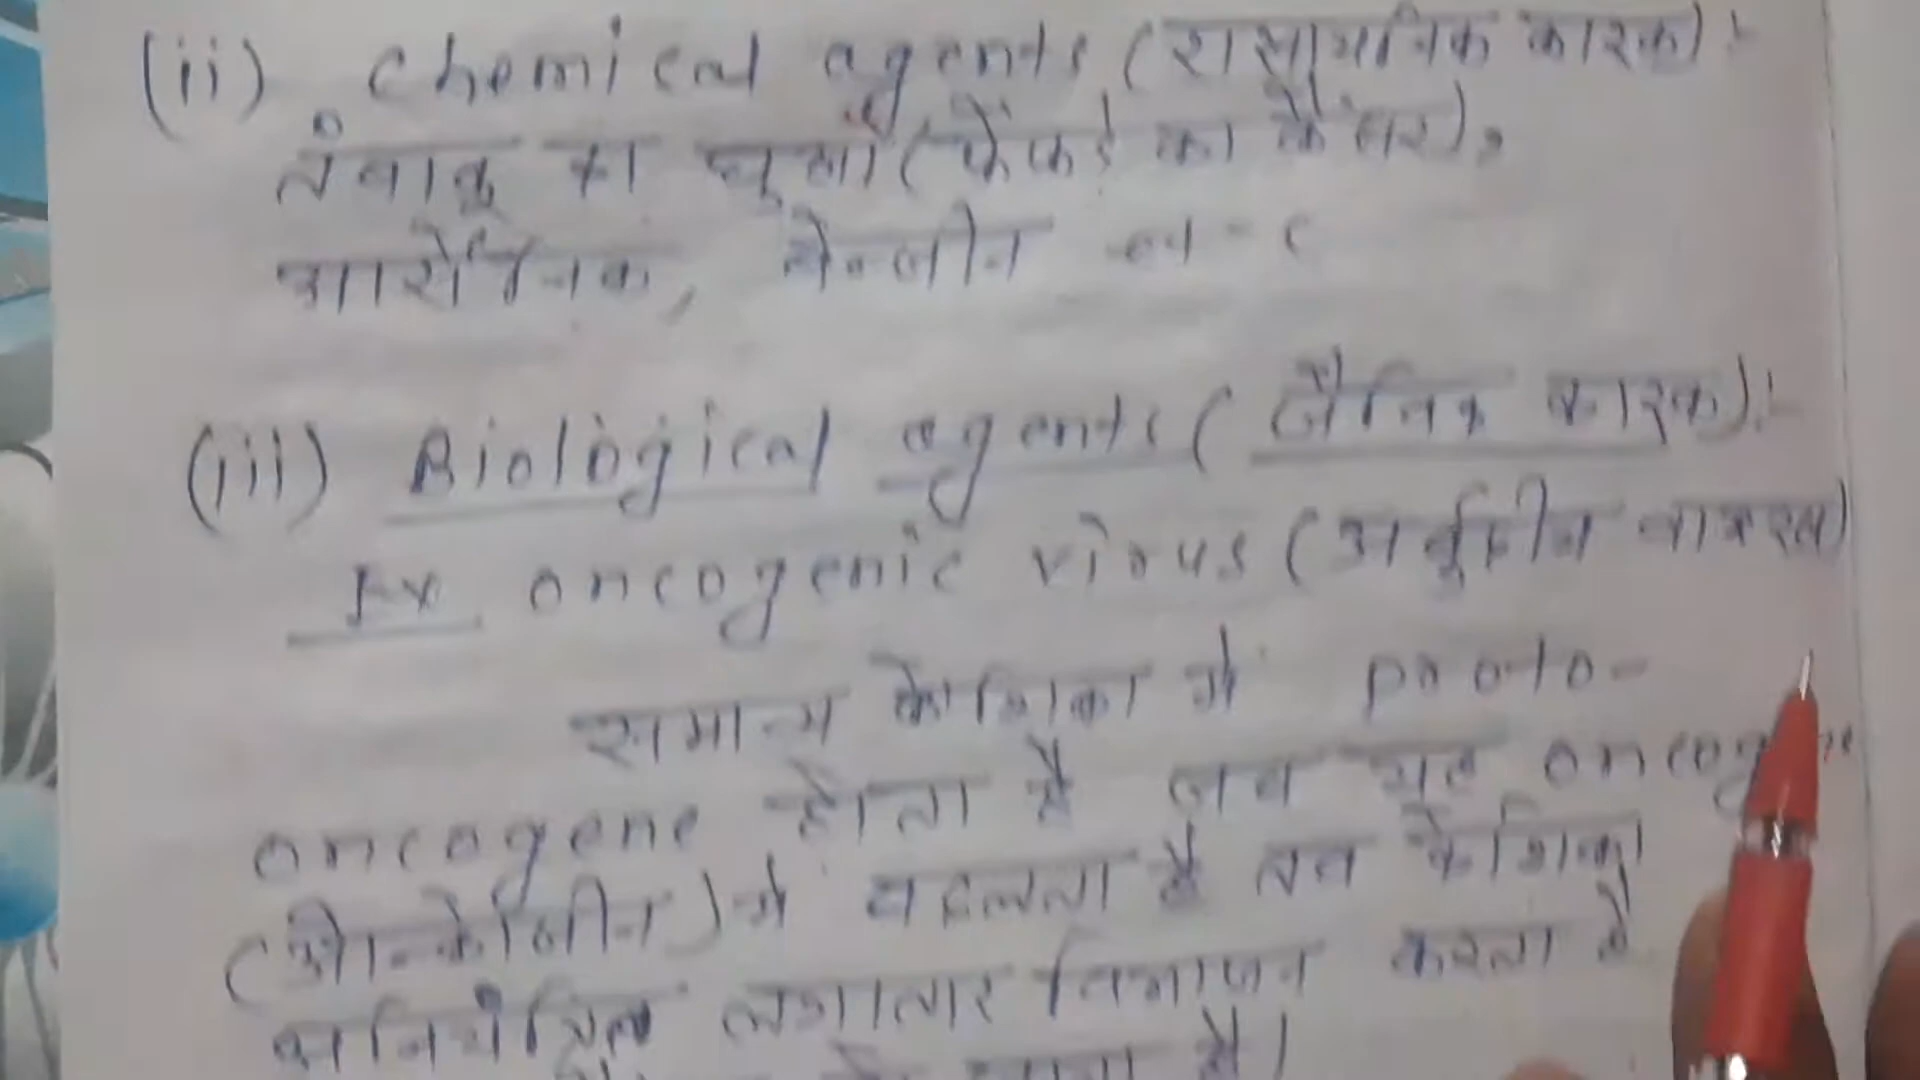 (ii) Chemical agents (रासायनिक कारक):-
तंबाकू का धूआं (फेंफड़े का कैंसर),
आर्सेनिक, बेन्जीन
(iii) Biological agents (जैविक कारक):-
Ex oncogenic virus (अर्बूदीय वायरस)
समान्य कोशिका में proto-
oncogene होता है जब यह oncogene
(ओन्कोजीन) में बदलता है तब कोशिका
अनियंत्रित लगातार विभाजन करता है
है।